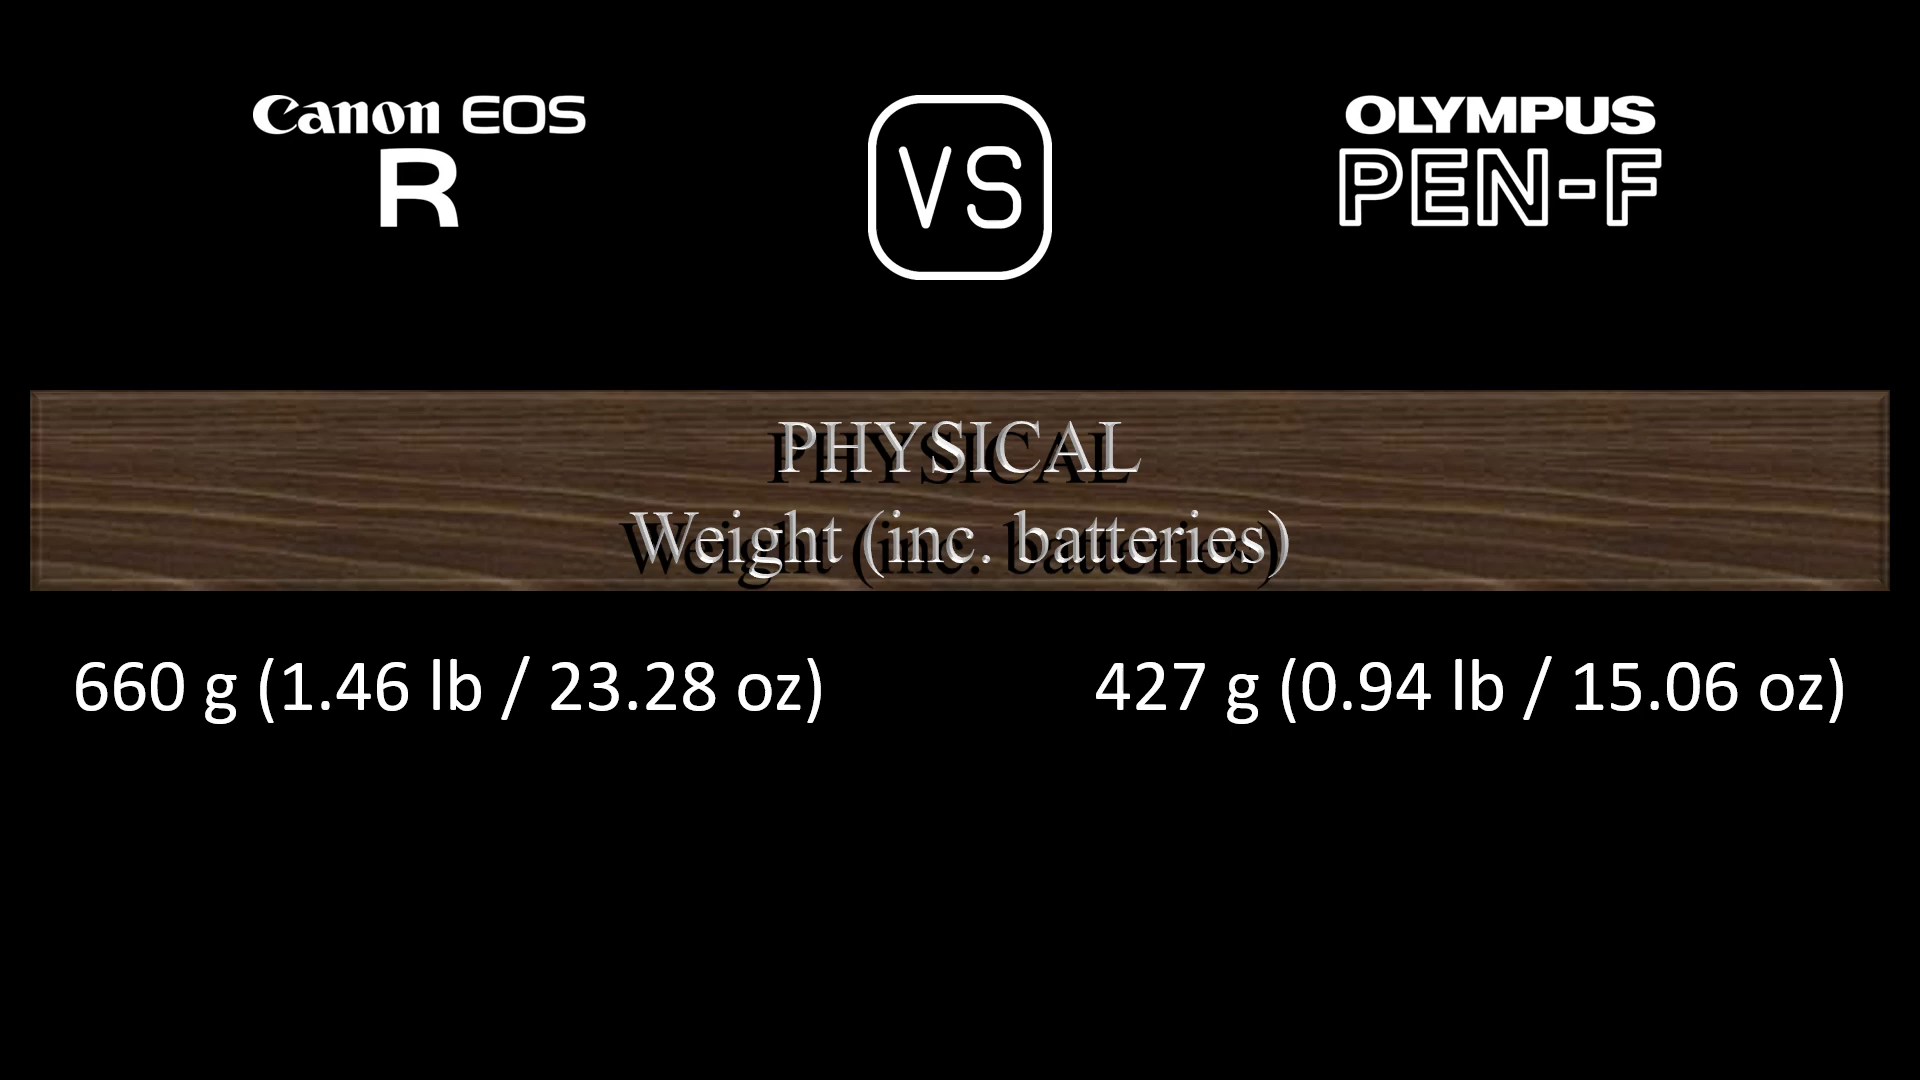 Canon EOS
R
VS
OLYMPUS
PEN-F
PHYSICAL
Weight (inc. batteries)
660 g (1.46 lb / 23.28 oz)
427 g (0.94 lb / 15.06 oz)